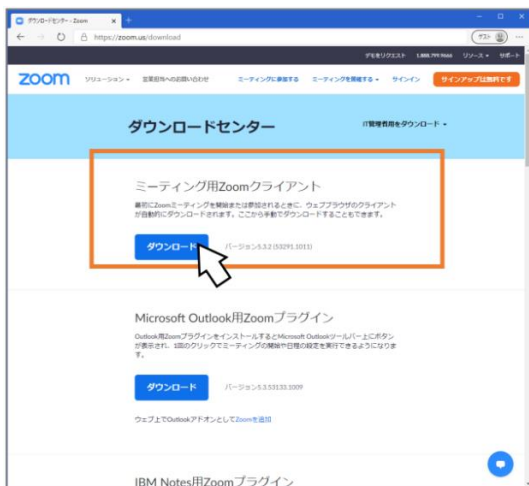 ダウンロードセンター - Zoom
https://zoom.us/download
ゲスト
デモをリクエスト 1.888.799.9666 リソース サポート
zoom ソリューション 営業担当へのお問い合わせ ミーティングに参加する ミーティングを開催する サインイン サインアップは無料です
ダウンロードセンター
IT管理者用をダウンロード
ミーティング用Zoomクライアント
最初にZoomミーティングを開始または参加されるときに、ウェブブラウザのクライアント
が自動的にダウンロードされます。ここから手動でダウンロードすることもできます。
ダウンロード バージョン5.3.2 (53291.1011)
Microsoft Outlook用Zoomプラグイン
Outlook用ZoomプラグインをインストールするとMicrosoft Outlookツールバー上にボタン
が表示され、1回のクリックでミーティングの開始や日程の設定を実行できるようになりま
す。
ダウンロード バージョン5.3.53133.1009
ウェブ上でOutlookアドオンとしてZoomを追加
IBM Notes用Zoomプラグイン